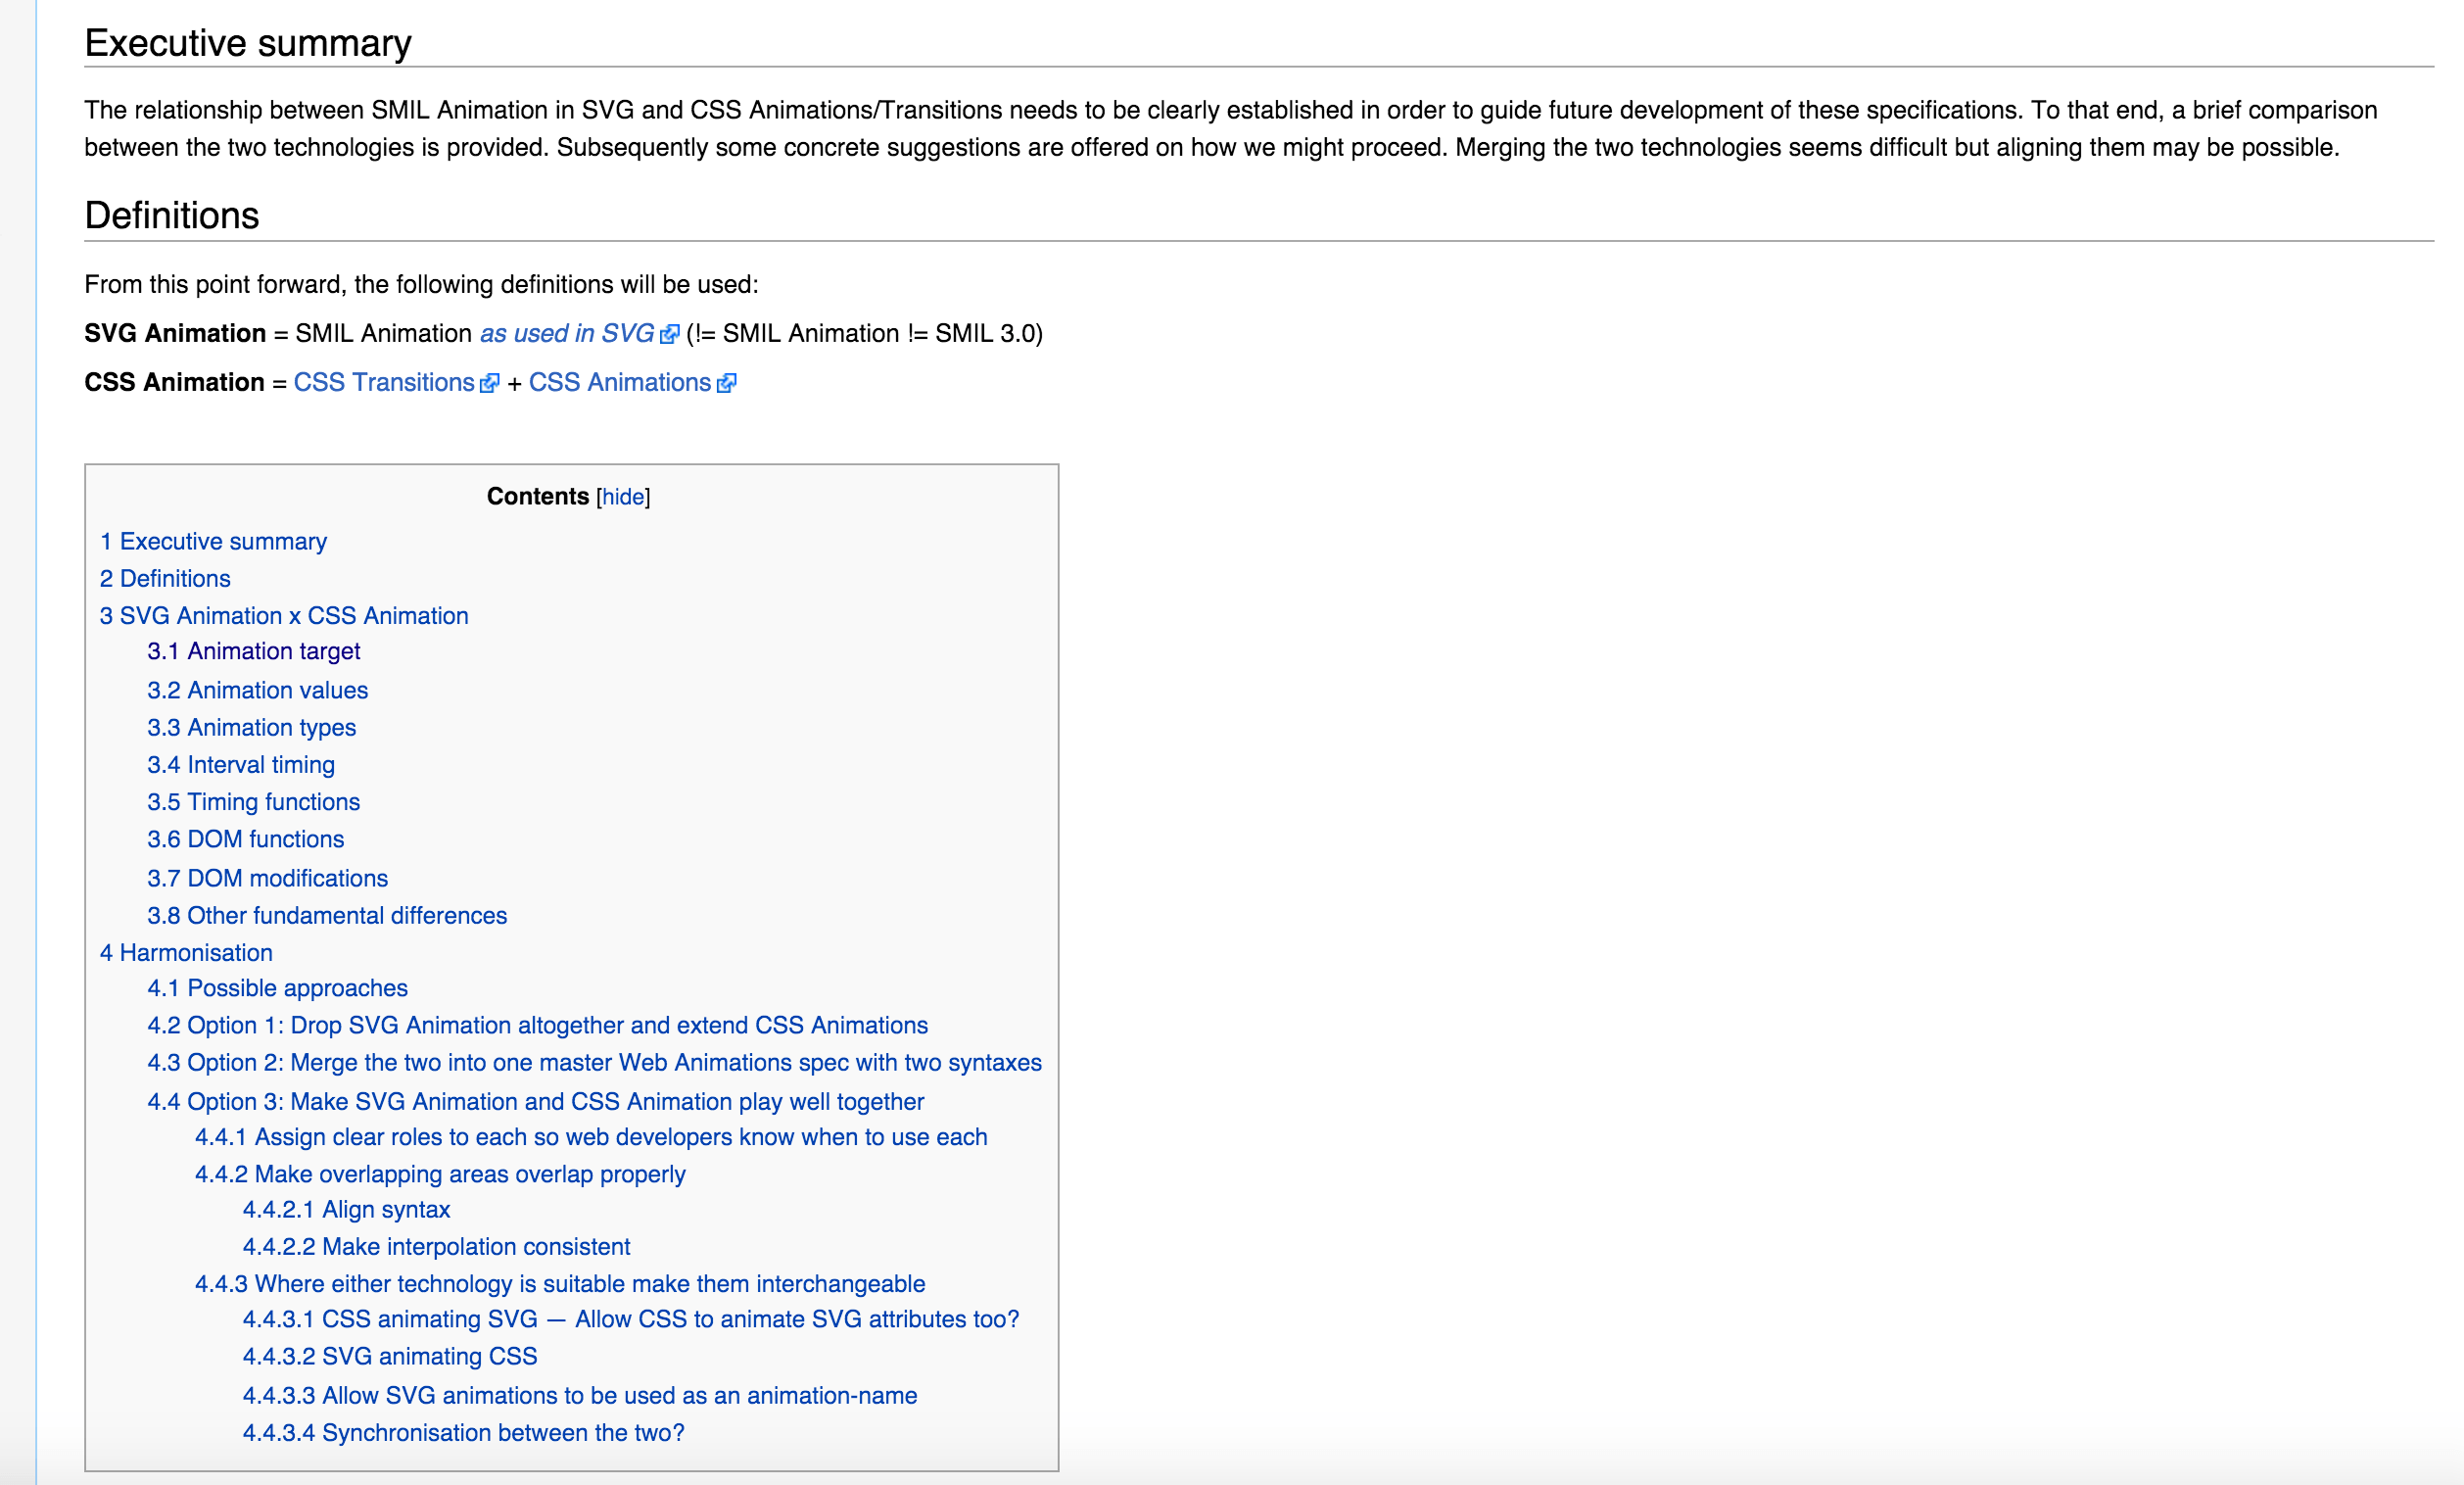 Executive summary
The relationship between SMIL Animation in SVG and CSS Animations/Transitions needs to be clearly established in order to guide future development of these specifications. To that end, a brief comparison
between the two technologies is provided. Subsequently some concrete suggestions are offered on how we might proceed. Merging the two technologies seems difficult but aligning them may be possible.
Definitions
From this point forward, the following definitions will be used:
SVG Animation = SMIL Animation as used in SVG (!= SMIL Animation != SMIL 3.0)
CSS Animation = CSS Transitions + CSS Animations
Contents [hide]
1 Executive summary
2 Definitions
3 SVG Animation x CSS Animation
3.1 Animation target
3.2 Animation values
3.3 Animation types
3.4 Interval timing
3.5 Timing functions
3.6 DOM functions
3.7 DOM modifications
3.8 Other fundamental differences
4 Harmonisation
4.1 Possible approaches
4.2 Option 1: Drop SVG Animation altogether and extend CSS Animations
4.3 Option 2: Merge the two into one master Web Animations spec with two syntaxes
4.4 Option 3: Make SVG Animation and CSS Animation play well together
4.4.1 Assign clear roles to each so web developers know when to use each
4.4.2 Make overlapping areas overlap properly
4.4.2.1 Align syntax
4.4.2.2 Make interpolation consistent
4.4.3 Where either technology is suitable make them interchangeable
4.4.3.1 CSS animating SVG — Allow CSS to animate SVG attributes too?
4.4.3.2 SVG animating CSS
4.4.3.3 Allow SVG animations to be used as an animation-name
4.4.3.4 Synchronisation between the two?